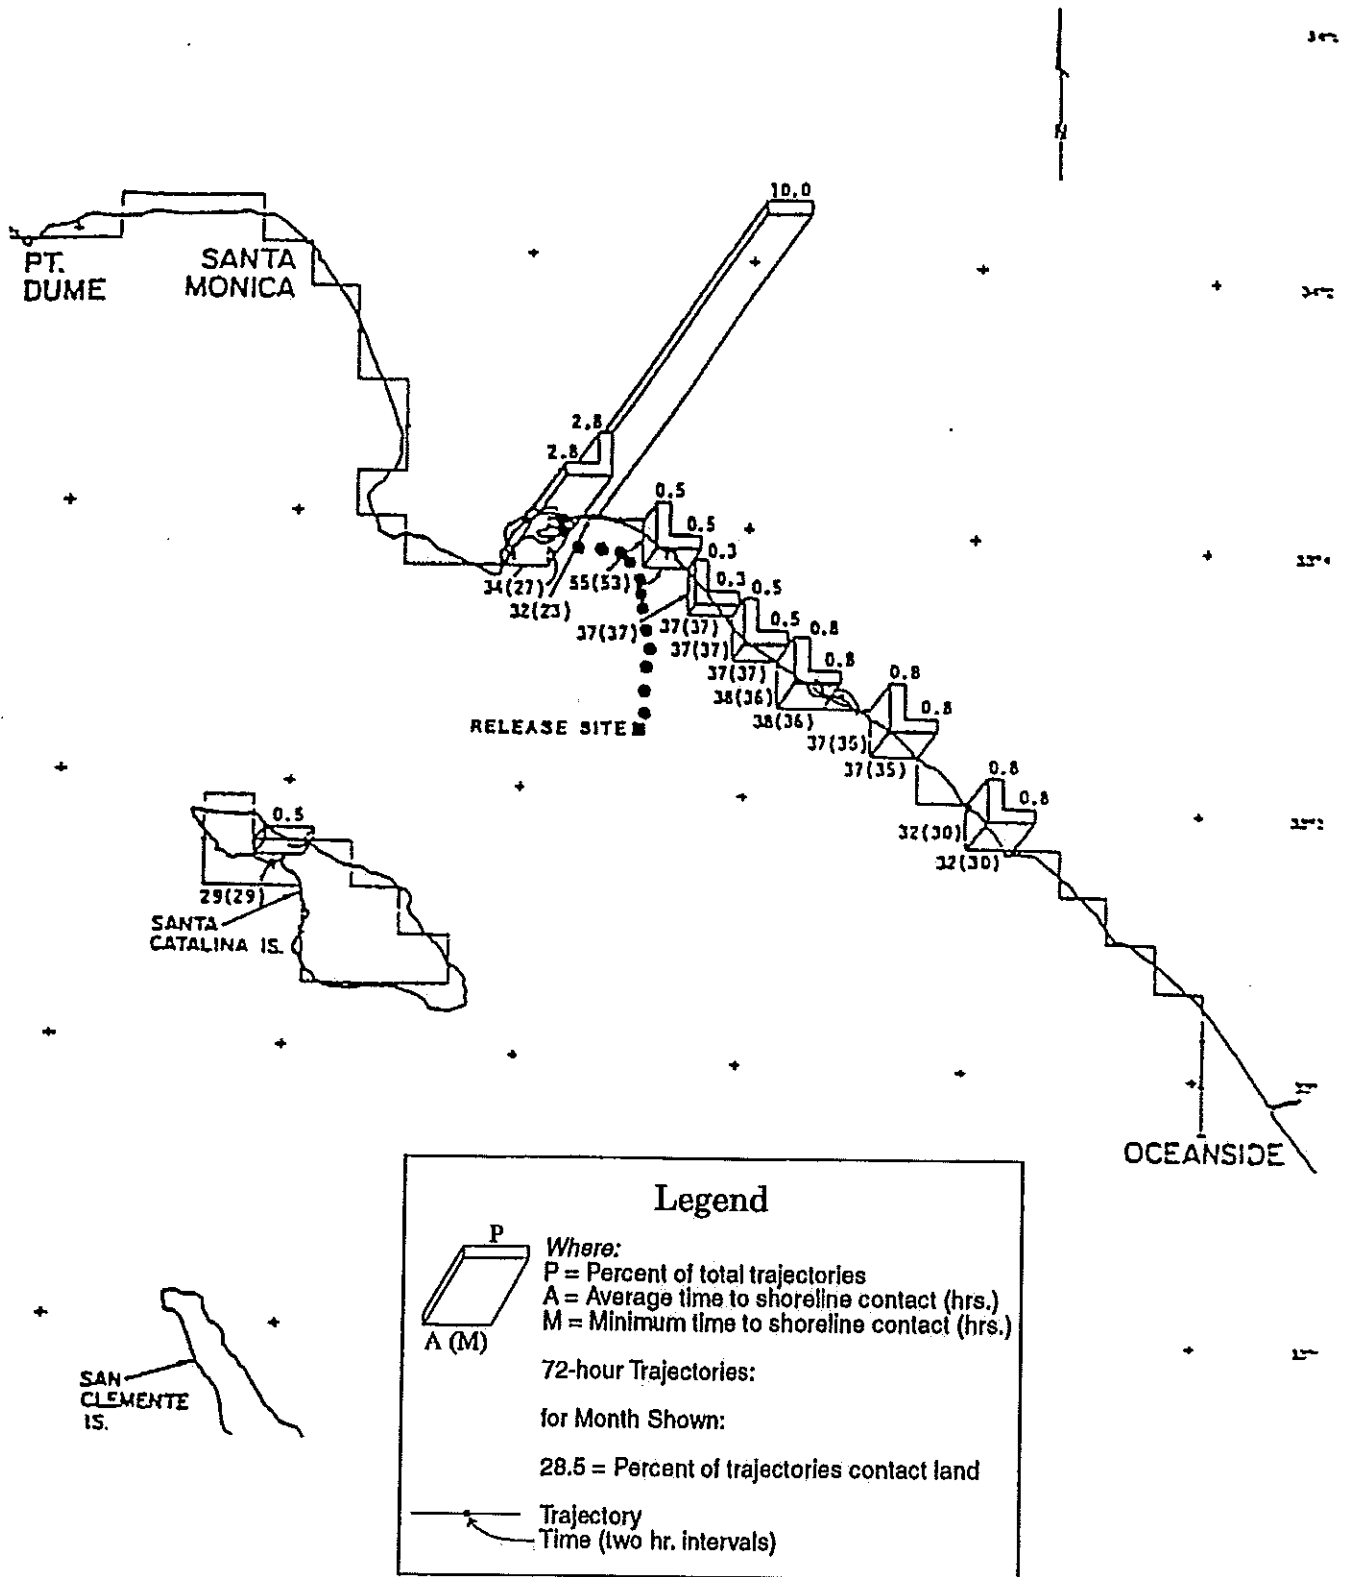 N
10.0
PT.
DUME
SANTA
MONICA
2.8
2.8
0.5
0.5
0.3
34(27)
55(53)
0.3
0.5
32(23)
37(37)
37(37)
0.5
0.8
37(37)
37(37)
0.8
38(36)
0.8
38(36)
0.8
RELEASE SITE
37(35)
37(35)
0.8
0.8
0.5
32(30)
32(30)
29(29)
SANTA
CATALINA IS.
OCEANSIDE
Legend
P
Where:
P = Percent of total trajectories
A = Average time to shoreline contact (hrs.)
M = Minimum time to shoreline contact (hrs.)
A (M)
72-hour Trajectories:
for Month Shown:
28.5 = Percent of trajectories contact land
Trajectory
Time (two hr. intervals)
SAN
CLEMENTE
IS.